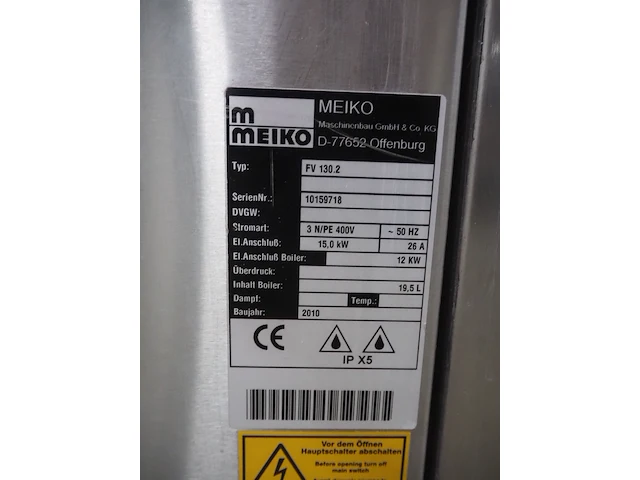 m
MEIKO
MEIKO
Maschinenbau GmbH & Co. KG
D-77652 Offenburg
Typ: FV 130.2
SerienNr.: 10159718
DVGW:
Stromart: 3 N/PE 400V ~ 50 HZ
El.Anschluß: 15,0 kW 26 A
El.Anschluß Boiler: 12 KW
Überdruck:
Inhalt Boiler: 19,5 L
Dampf: Temp.:
Baujahr: 2010
CE
IP X5
Vor dem Öffnen
Hauptschalter abschalten
Before opening turn off
main switch